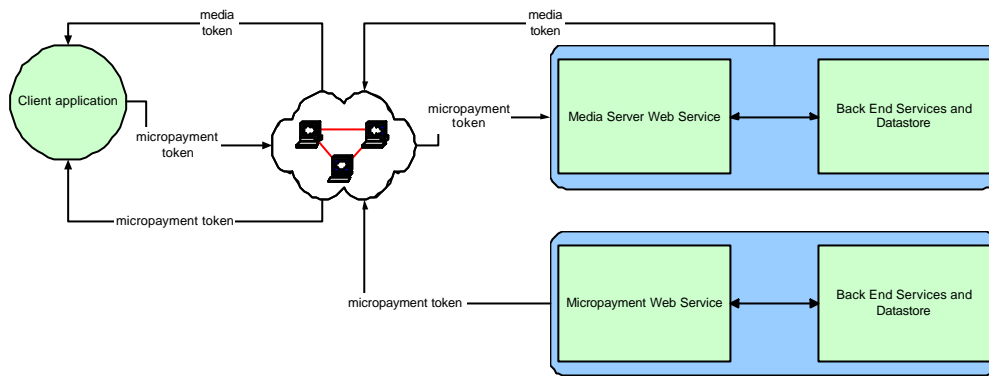 media
token
media
token
Client application
micropayment
token
micropayment
token
Media Server Web Service
Back End Services and
Datastore
micropayment token
micropayment token
Micropayment Web Service
Back End Services and
Datastore